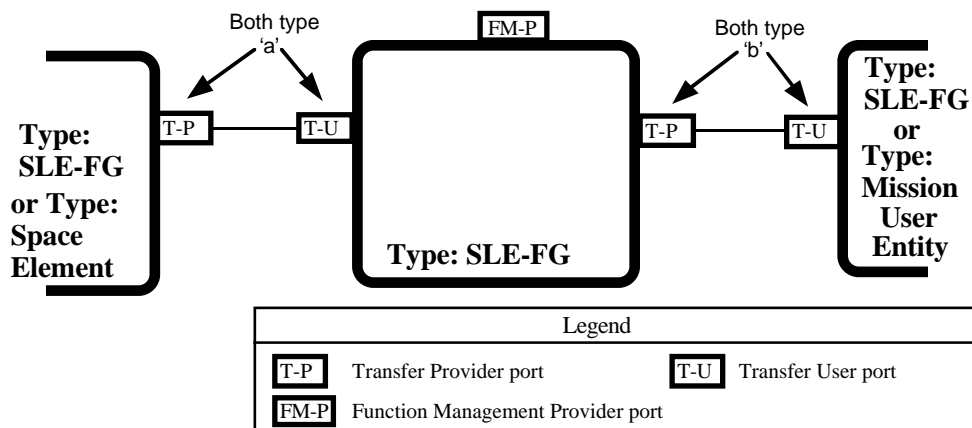 Both type
'a'
FM-P
Both type
'b'
Type:
SLE-FG
or Type:
Space
Element
T-P
T-U
Type: SLE-FG
T-P
T-U
Type:
SLE-FG
or
Type:
Mission
User
Entity
Legend
T-P Transfer Provider port
T-U Transfer User port
FM-P Function Management Provider port